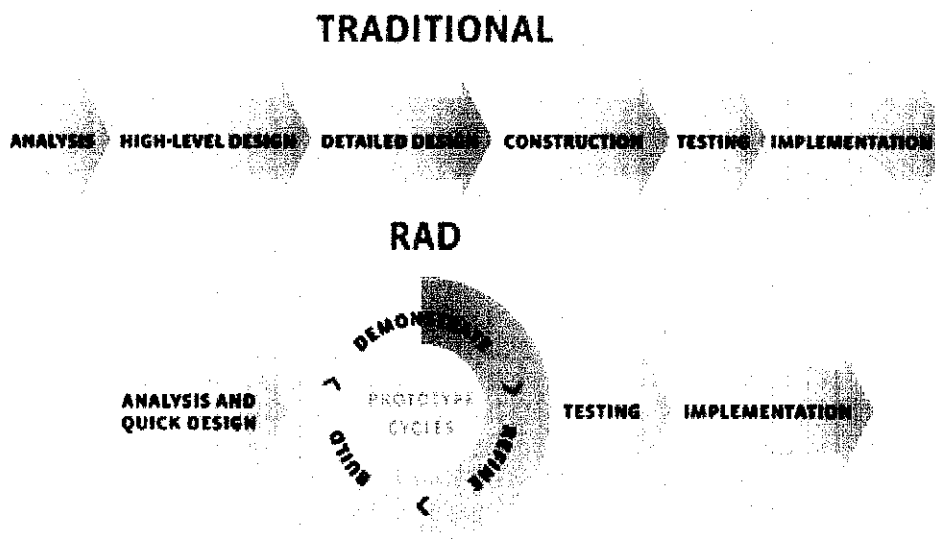 TRADITIONAL
ANALYSIS
HIGH-LEVEL DESIGN
DETAILED DESIGN
CONSTRUCTION
TESTING
IMPLEMENTATION
RAD
ANALYSIS AND
QUICK DESIGN
DEMONSTRATE
REFINE
BUILD
PROTOTYPE
CYCLES
TESTING
IMPLEMENTATION